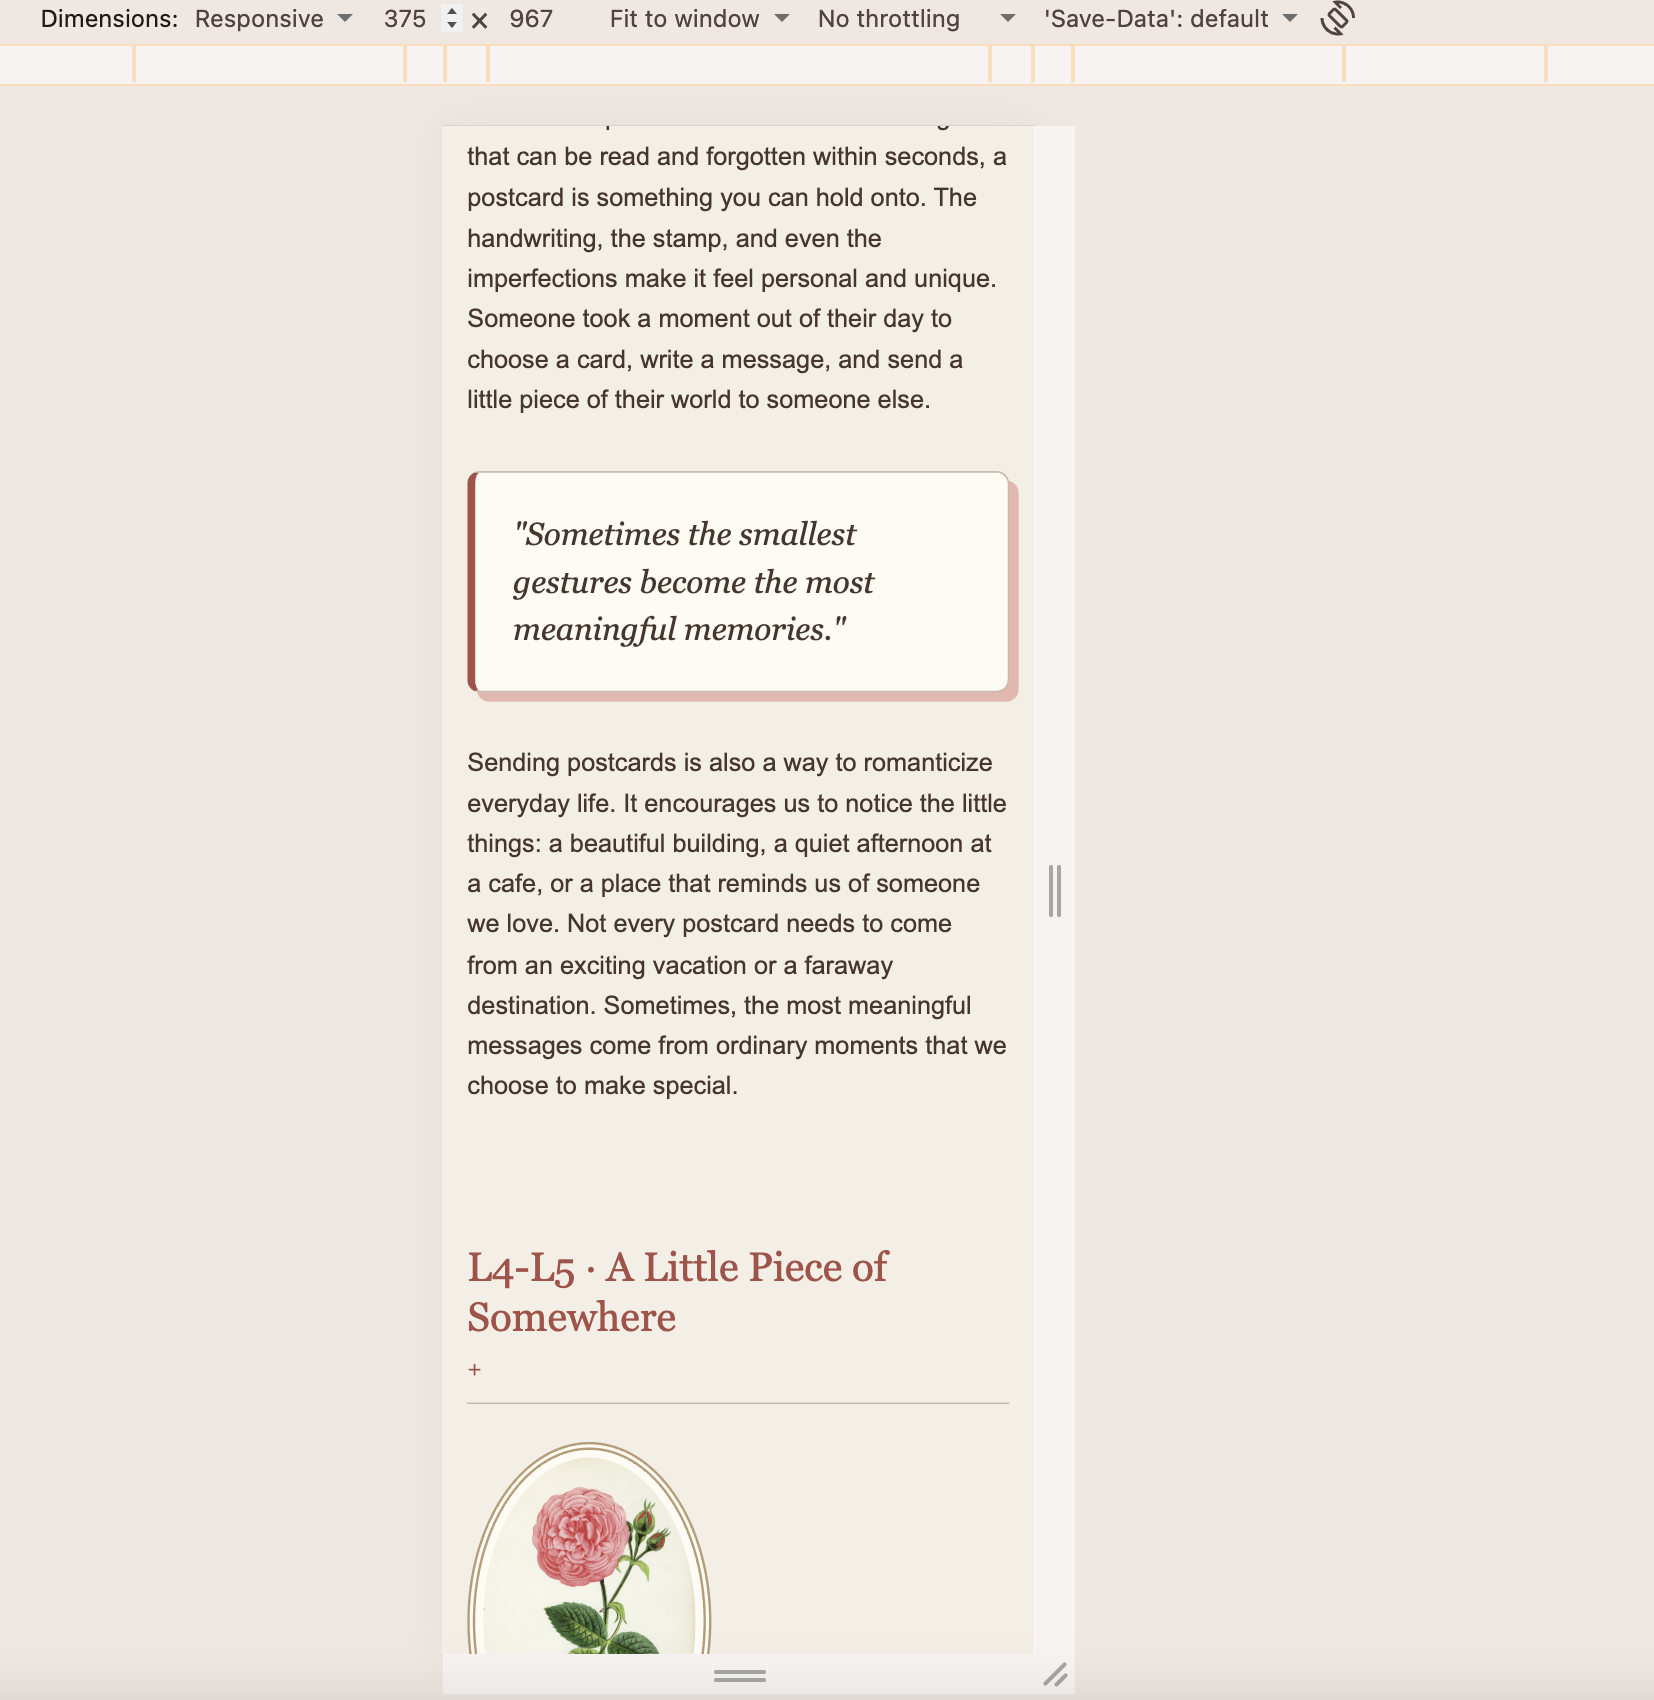 Dimensions: Responsive 375 x 967 Fit to window No throttling 'Save-Data': default
that can be read and forgotten within seconds, a
postcard is something you can hold onto. The
handwriting, the stamp, and even the
imperfections make it feel personal and unique.
Someone took a moment out of their day to
choose a card, write a message, and send a
little piece of their world to someone else.
"Sometimes the smallest
gestures become the most
meaningful memories."
Sending postcards is also a way to romanticize
everyday life. It encourages us to notice the little
things: a beautiful building, a quiet afternoon at
a cafe, or a place that reminds us of someone
we love. Not every postcard needs to come
from an exciting vacation or a faraway
destination. Sometimes, the most meaningful
messages come from ordinary moments that we
choose to make special.
L4-L5 · A Little Piece of
Somewhere
+